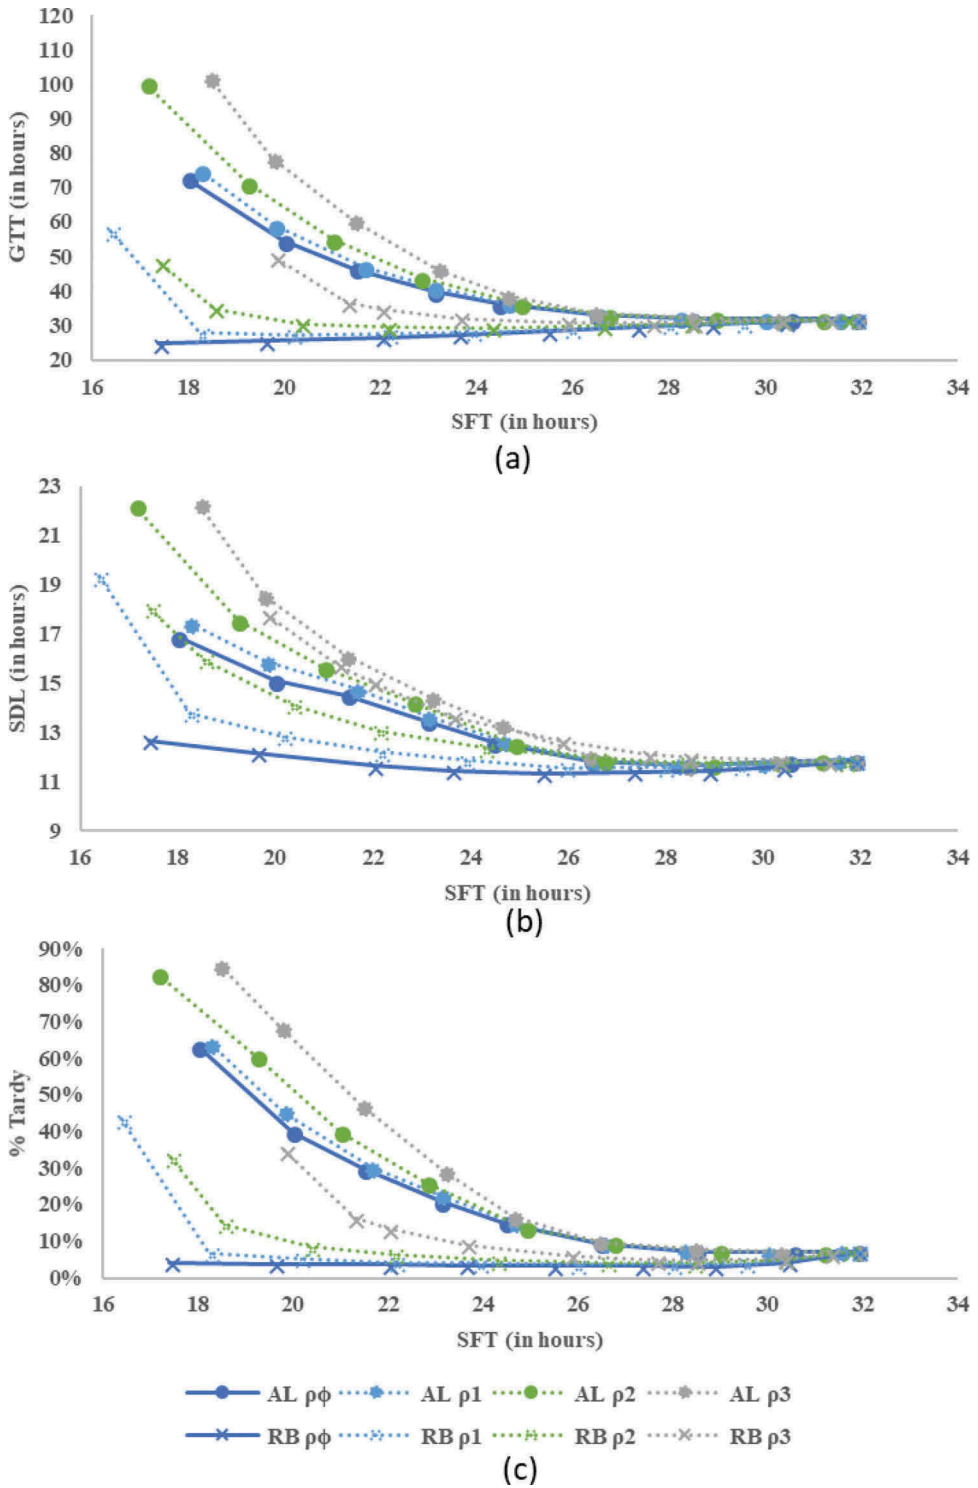 120
110
100
90
80
70
60
50
40
30
20
GTT (in hours)
16 18 20 22 24 26 28 30 32 34
SFT (in hours)
(a)
23
21
19
17
15
13
11
9
SDL (in hours)
16 18 20 22 24 26 28 30 32 34
SFT (in hours)
(b)
90%
80%
70%
60%
50%
40%
30%
20%
10%
0%
% Tardy
16 18 20 22 24 26 28 30 32 34
SFT (in hours)
AL ρϕ AL ρ1 AL ρ2 AL ρ3
RB ρϕ RB ρ1 RB ρ2 RB ρ3
(c)